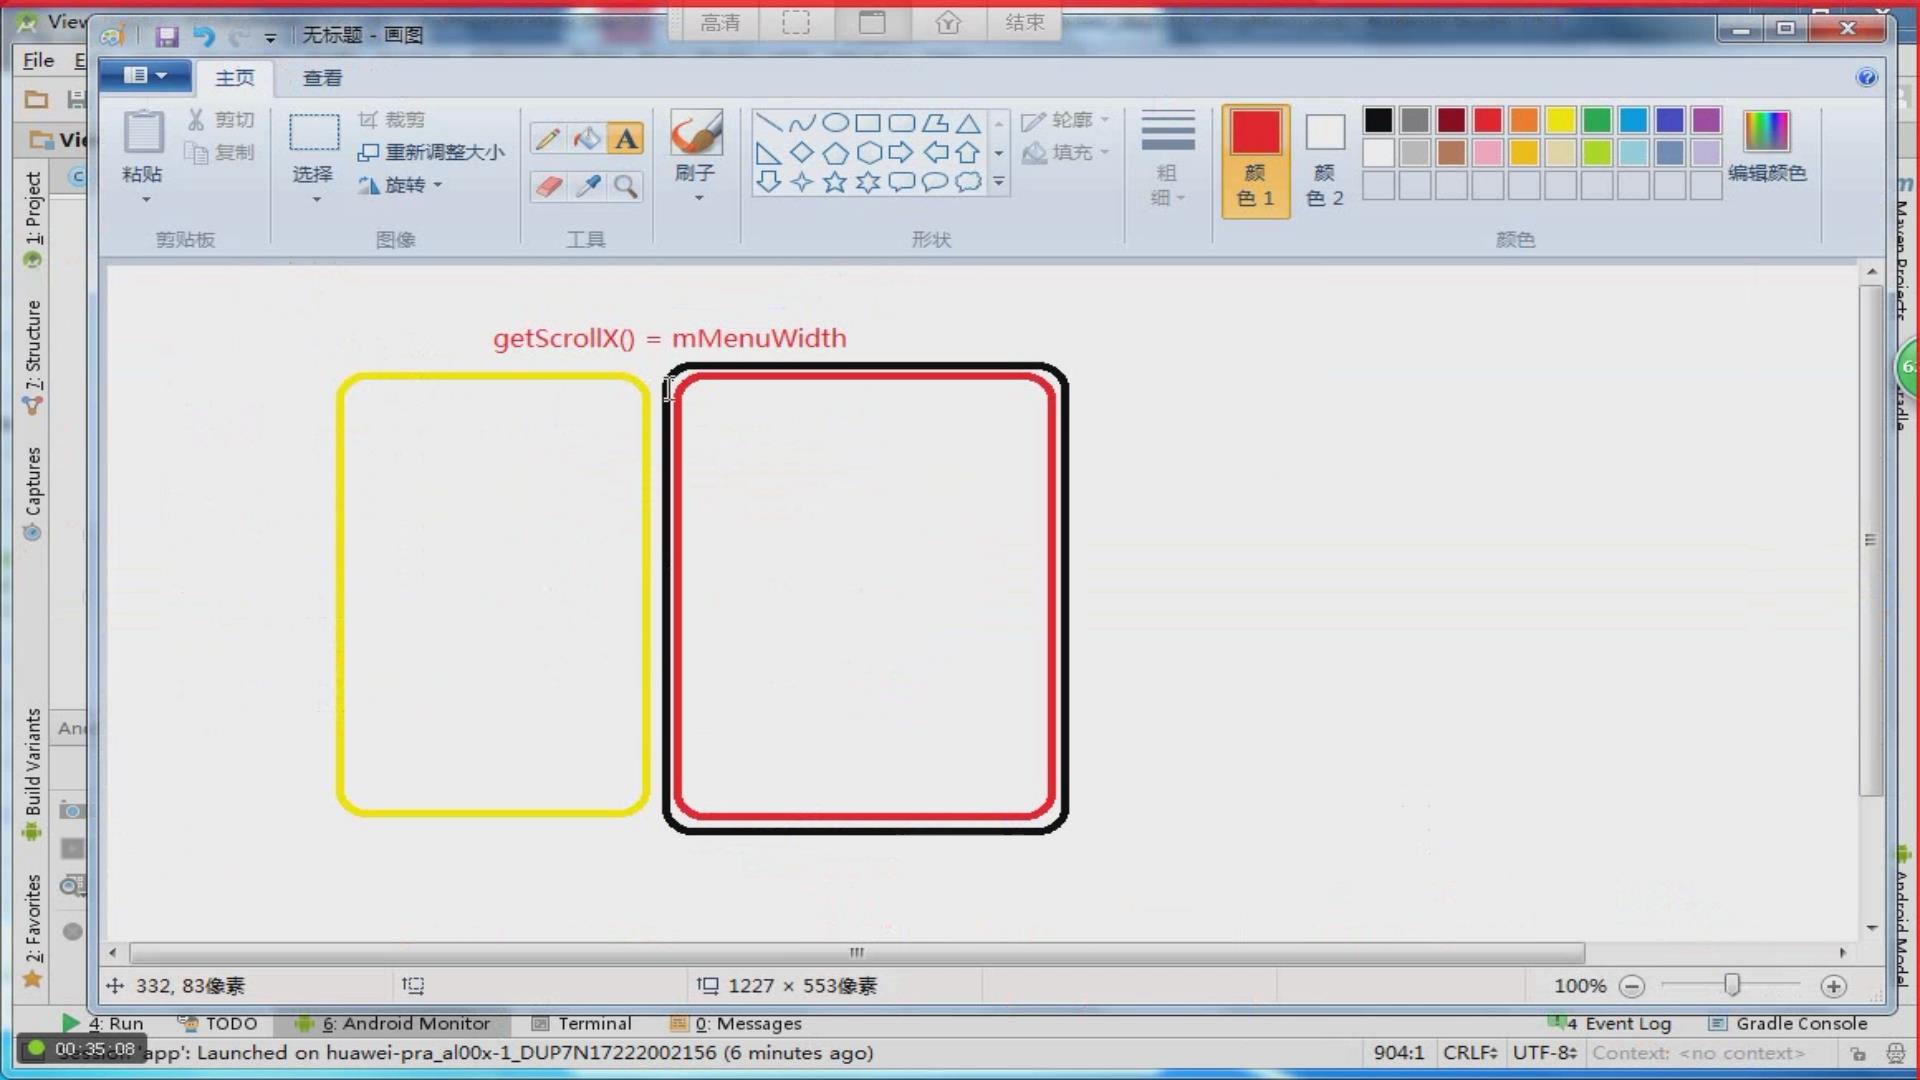 View
无标题 - 画图
高清
结束
File E
主页
查看
剪切
复制
粘贴
剪贴板
裁剪
重新调整大小
旋转
选择
图像
A
工具
刷子
形状
轮廓
填充
粗
细
颜
色 1
颜
色 2
编辑颜色
颜色
Vie
1: Project
7: Structure
Captures
Build Variants
2: Favorites
And
getScrollX() = mMenuWidth
Maven Projects
Android Model
332, 83像素
1227 × 553像素
100%
4: Run
TODO
6: Android Monitor
Terminal
0: Messages
4 Event Log
Gradle Console
00:35:08
'app': Launched on huawei-pra_al00x-1_DUP7N17222002156 (6 minutes ago)
904:1
CRLF
UTF-8
Context: <no context>